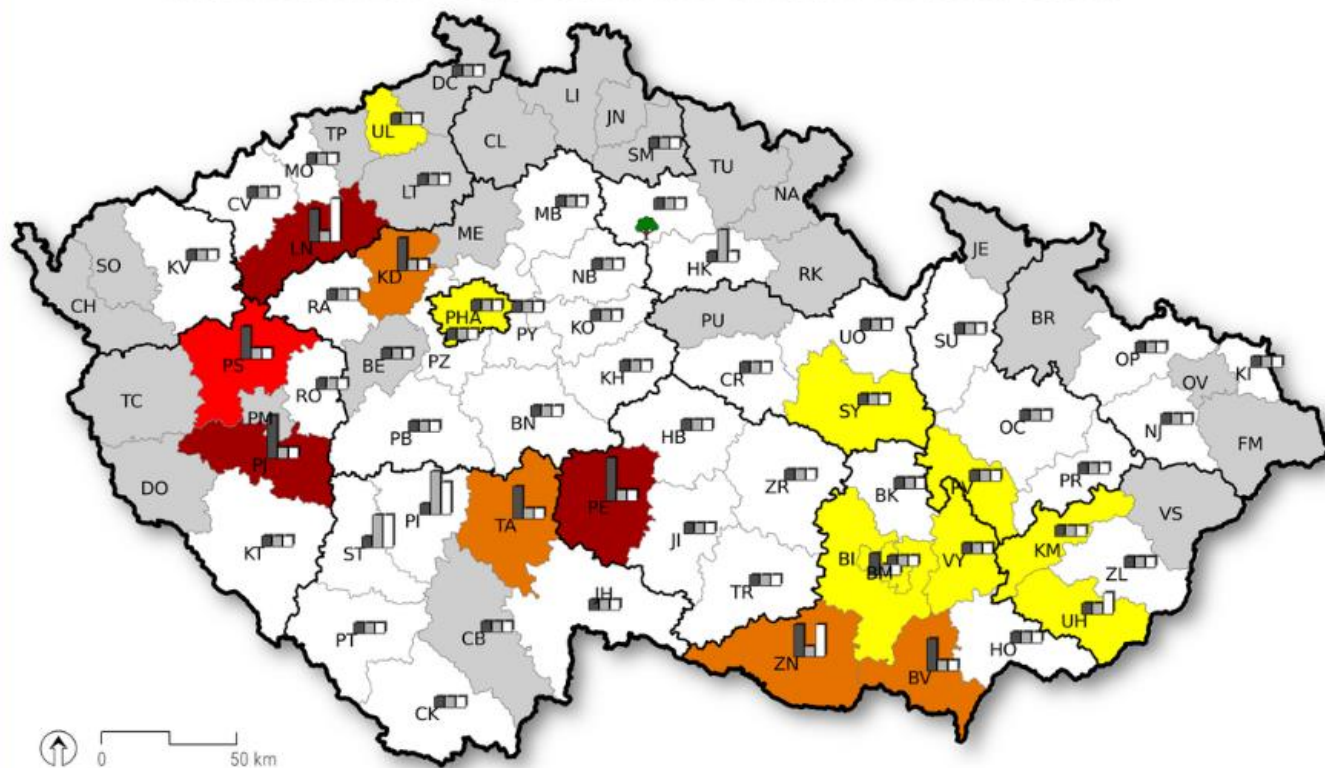 DC
LI
JN
UL
TP
CL
SM
TU
MO
LT
NA
CV
MB
LN
ME
JE
SO
KV
KD
NB
HK
RK
CH
RA
BR
PHA
PY
KO
PU
UO
SU
OP
KI
PS
BE
PZ
OV
TC
RO
KH
CR
PM
SY
OC
NJ
FM
PB
BN
HB
PJ
DO
ZR
BK
PR
VS
PI
TA
PE
KT
ST
JI
BI
BM
VY
KM
ZL
TR
JH
UH
PT
CB
ZN
BV
HO
CK
0 50 km